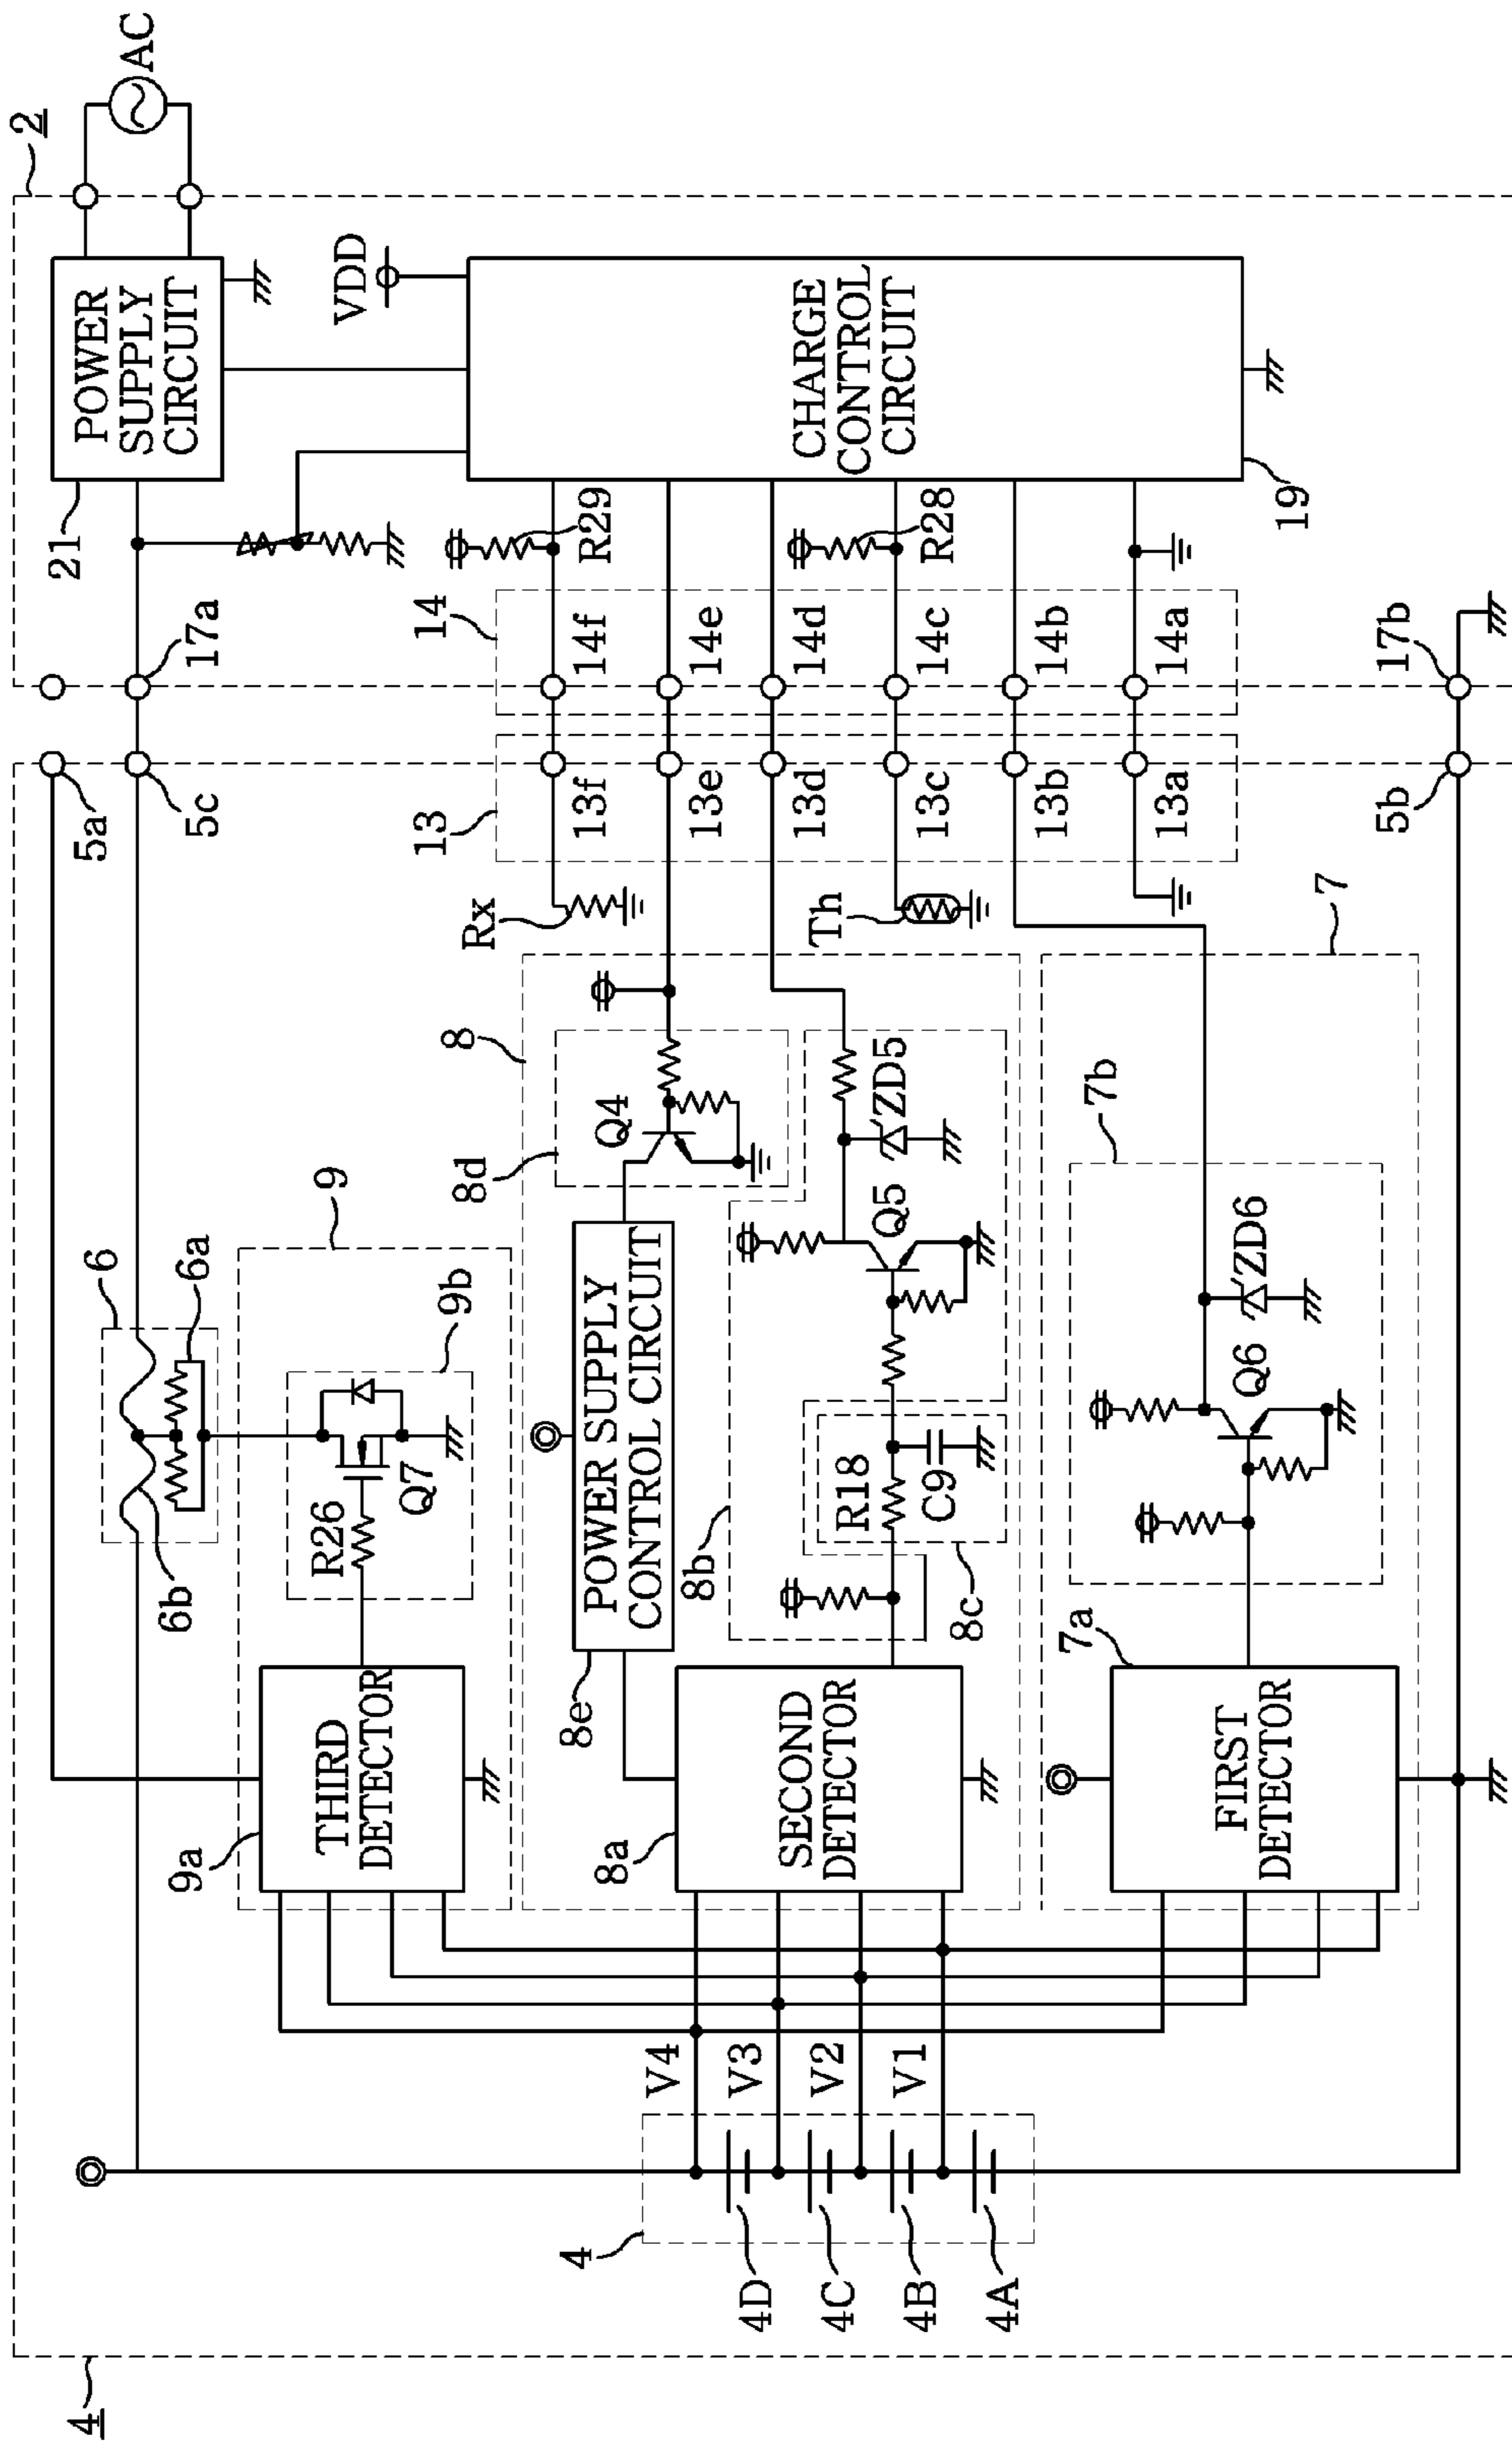 4
4
4D
4C
4B
4A
V4
V3
V2
V1
9a
THIRD
DETECTOR
8a
SECOND
DETECTOR
7a
FIRST
DETECTOR
6
6a
6b
9
9b
R26
Q7
8e
POWER SUPPLY
CONTROL CIRCUIT
8b
R18
C9
8c
8
8d
Q4
Q5
ZD5
7
7b
Q6
ZD6
Rx
Th
5a
5c
5b
13
13f
13e
13d
13c
13b
13a
14
14f
14e
14d
14c
14b
14a
17a
17b
R29
R28
21
POWER
SUPPLY
CIRCUIT
VDD
CHARGE
CONTROL
CIRCUIT
19
2
AC